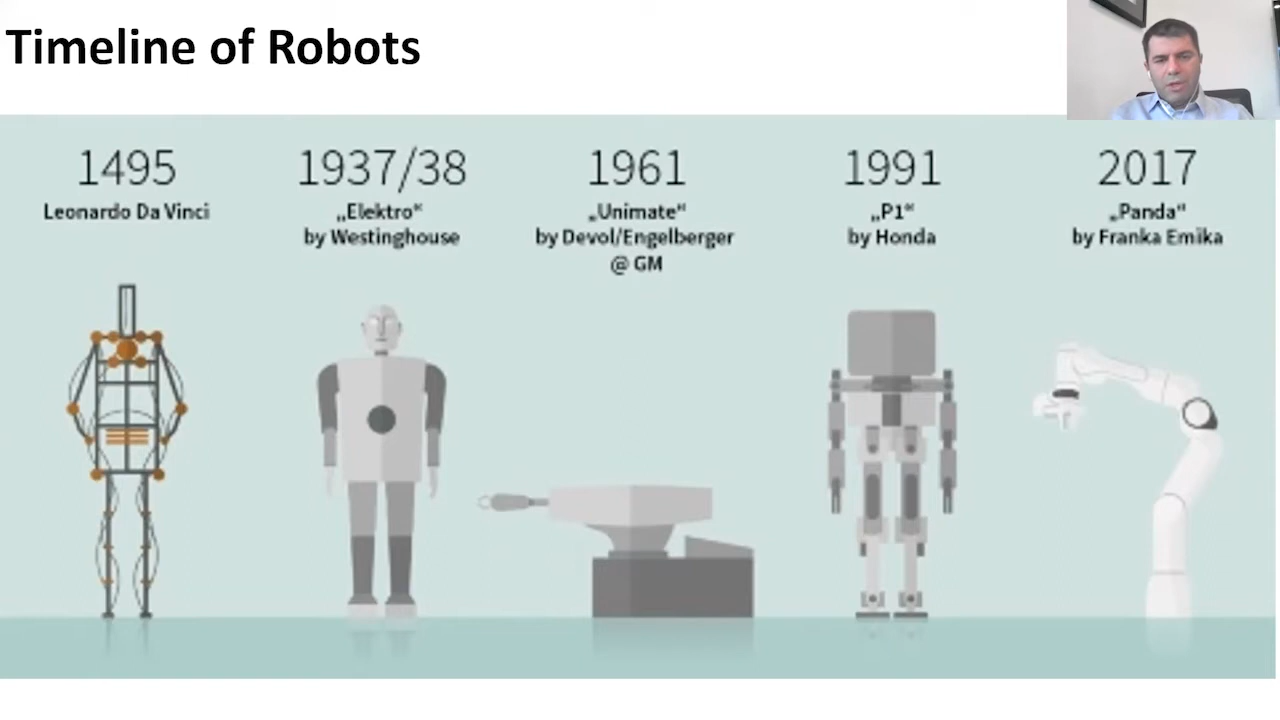 Timeline of Robots
1495
Leonardo Da Vinci
1937/38
„Elektro“
by Westinghouse
1961
„Unimate“
by Devol/Engelberger
@ GM
1991
„P1“
by Honda
2017
„Panda“
by Franka Emika